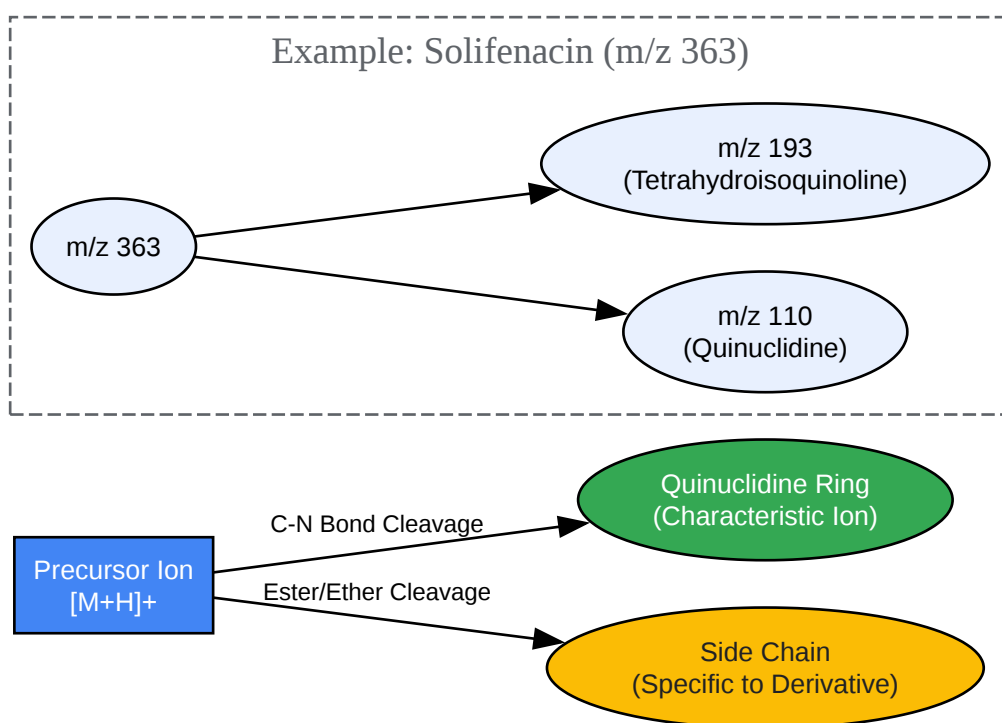 Example: Solifenacin (m/z 363)
m/z 363
m/z 193
(Tetrahydroisoquinoline)
m/z 110
(Quinuclidine)
Precursor Ion
[M+H]+
C-N Bond Cleavage
Ester/Ether Cleavage
Quinuclidine Ring
(Characteristic Ion)
Side Chain
(Specific to Derivative)